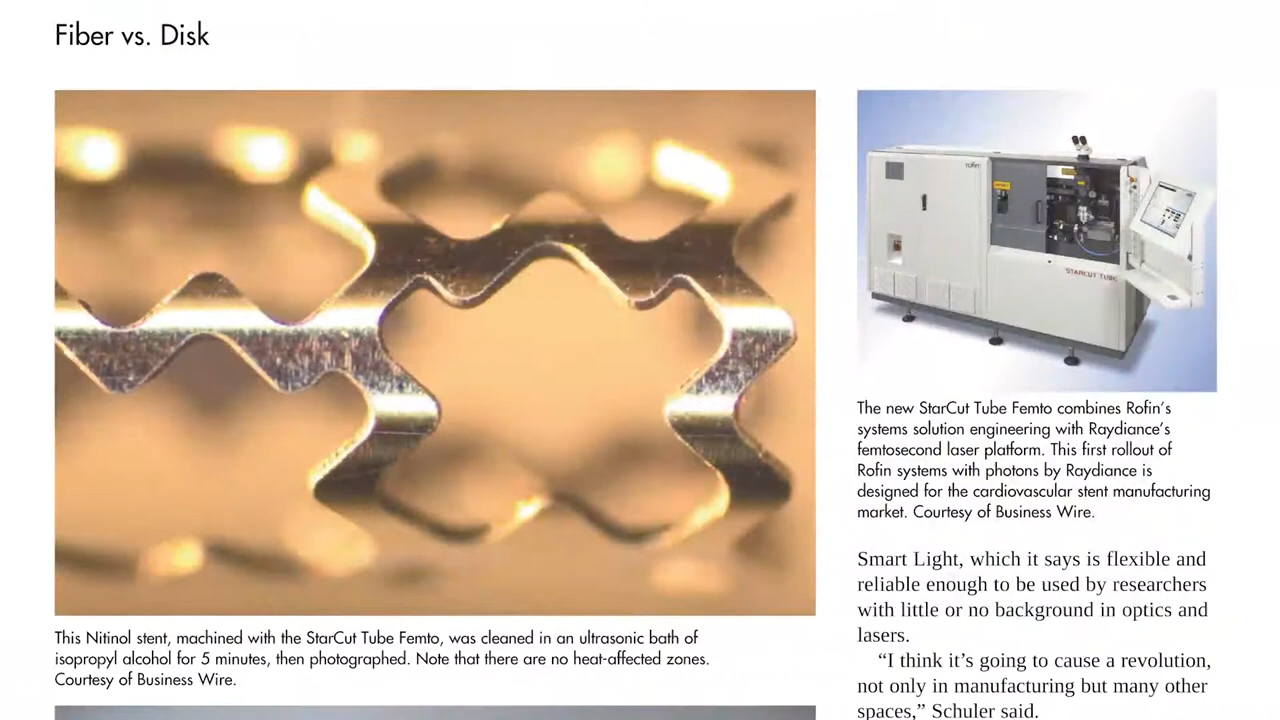 Fiber vs. Disk
rofin
STARCUT TUBE
This Nitinol stent, machined with the StarCut Tube Femto, was cleaned in an ultrasonic bath of
isopropyl alcohol for 5 minutes, then photographed. Note that there are no heat-affected zones.
Courtesy of Business Wire.
The new StarCut Tube Femto combines Rofin’s
systems solution engineering with Raydiance’s
femtosecond laser platform. This first rollout of
Rofin systems with photons by Raydiance is
designed for the cardiovascular stent manufacturing
market. Courtesy of Business Wire.
Smart Light, which it says is flexible and
reliable enough to be used by researchers
with little or no background in optics and
lasers.
“I think it’s going to cause a revolution,
not only in manufacturing but many other
spaces,” Schuler said.